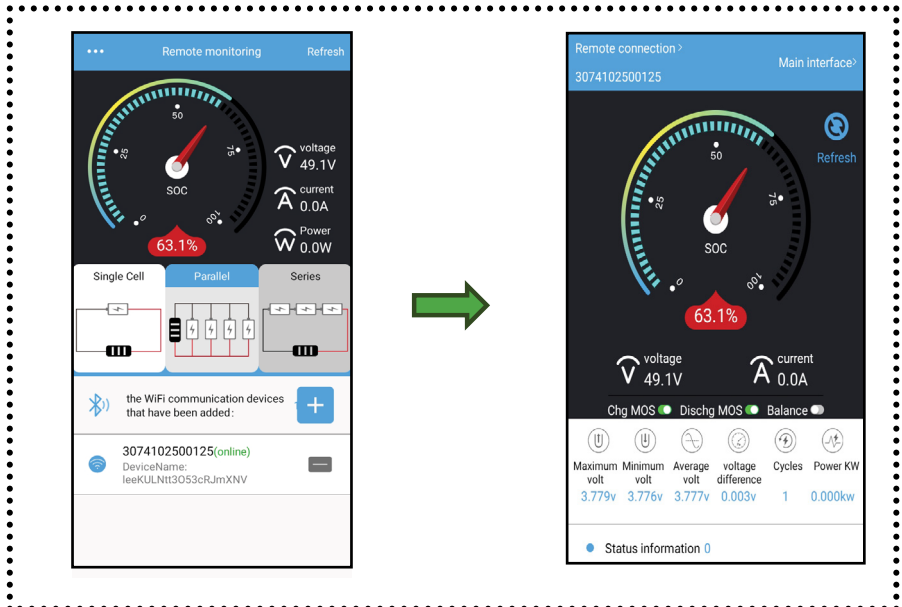 ••• Remote monitoring Refresh
0
25
50
75
100
SOC
63.1%
voltage
V 49.1V
current
A 0.0A
Power
W 0.0W
Single Cell Parallel Series
the WiFi communication devices
that have been added:
3074102500125(online)
DeviceName:
leeKULNtt3O53cRJmXNV
Remote connection >
Main interface>
3074102500125
Refresh
0
25
50
75
100
SOC
63.1%
voltage
V 49.1V
current
A 0.0A
Chg MOS Dischg MOS Balance
Maximum Minimum Average voltage Cycles Power KW
volt volt volt difference
3.779v 3.776v 3.777v 0.003v 1 0.000kw
Status information 0